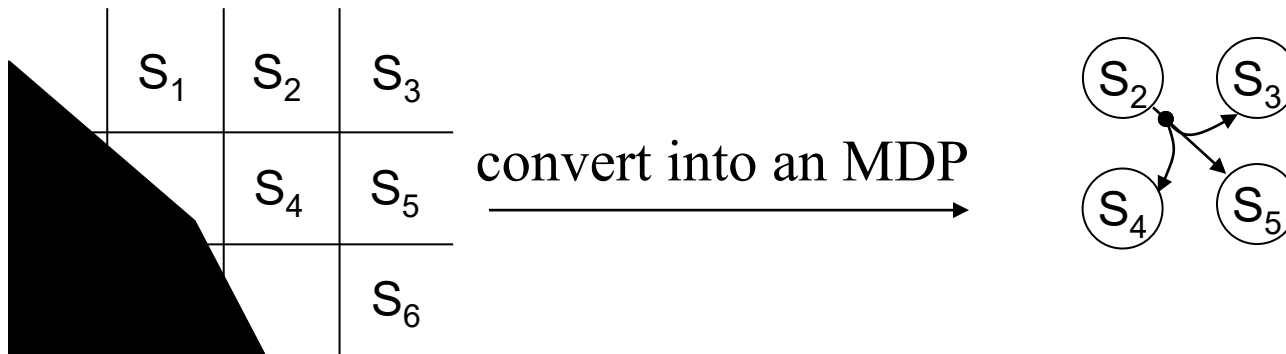 S₁ S₂ S₃
S₄ S₅
S₆
convert into an MDP
S₂ S₃
S₄ S₅